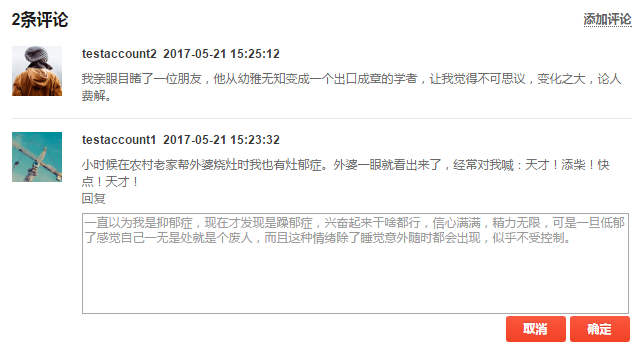 2条评论
添加评论
testaccount2 2017-05-21 15:25:12
我亲眼目睹了一位朋友，他从幼雅无知变成一个出口成章的学者，让我觉得不可思议，变化之大，论人
费解。
testaccount1 2017-05-21 15:23:32
小时候在农村老家帮外婆烧灶时我也有灶郁症。外婆一眼就看出来了，经常对我喊：天才！添柴！快
点！天才！
回复
一直以为我是抑郁症，现在才发现是躁郁症，兴奋起来干啥都行，信心满满，精力无限，可是一旦低郁
了感觉自己一无是处就是个废人，而且这种情绪除了睡觉意外随时都会出现，似乎不受控制。
取消
确定